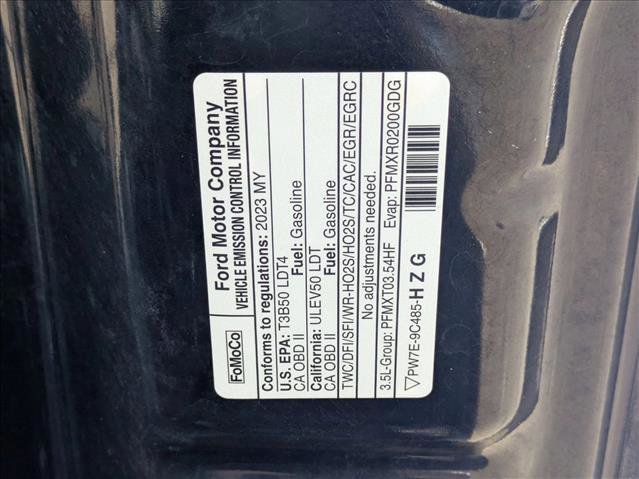 FoMoCo
Ford Motor Company
VEHICLE EMISSION CONTROL INFORMATION
Conforms to regulations: 2023 MY
U.S. EPA: T3B50 LDT4
CA OBD II Fuel: Gasoline
California: ULEV50 LDT
CA OBD II Fuel: Gasoline
TWC/DFI/SFI/WR-HO2S/HO2S/TC/CAC/EGR/EGRC
No adjustments needed.
3.5L-Group: PFMXT03.54HF Evap: PFMXR0200GDG
PW7E-9C485-HZG